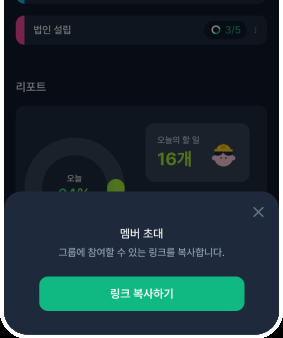 법인 설립
3/5
리포트
오늘의 할 일
16개
오늘
멤버 초대
그룹에 참여할 수 있는 링크를 복사합니다.
링크 복사하기